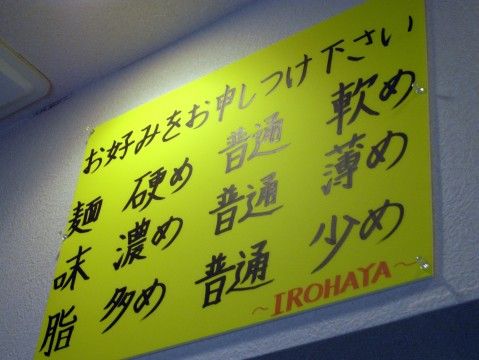 お好みをお申しつけ下さい
麺 硬め 普通 軟め
味 濃め 普通 薄め
脂 多め 普通 少め
～IROHAYA～